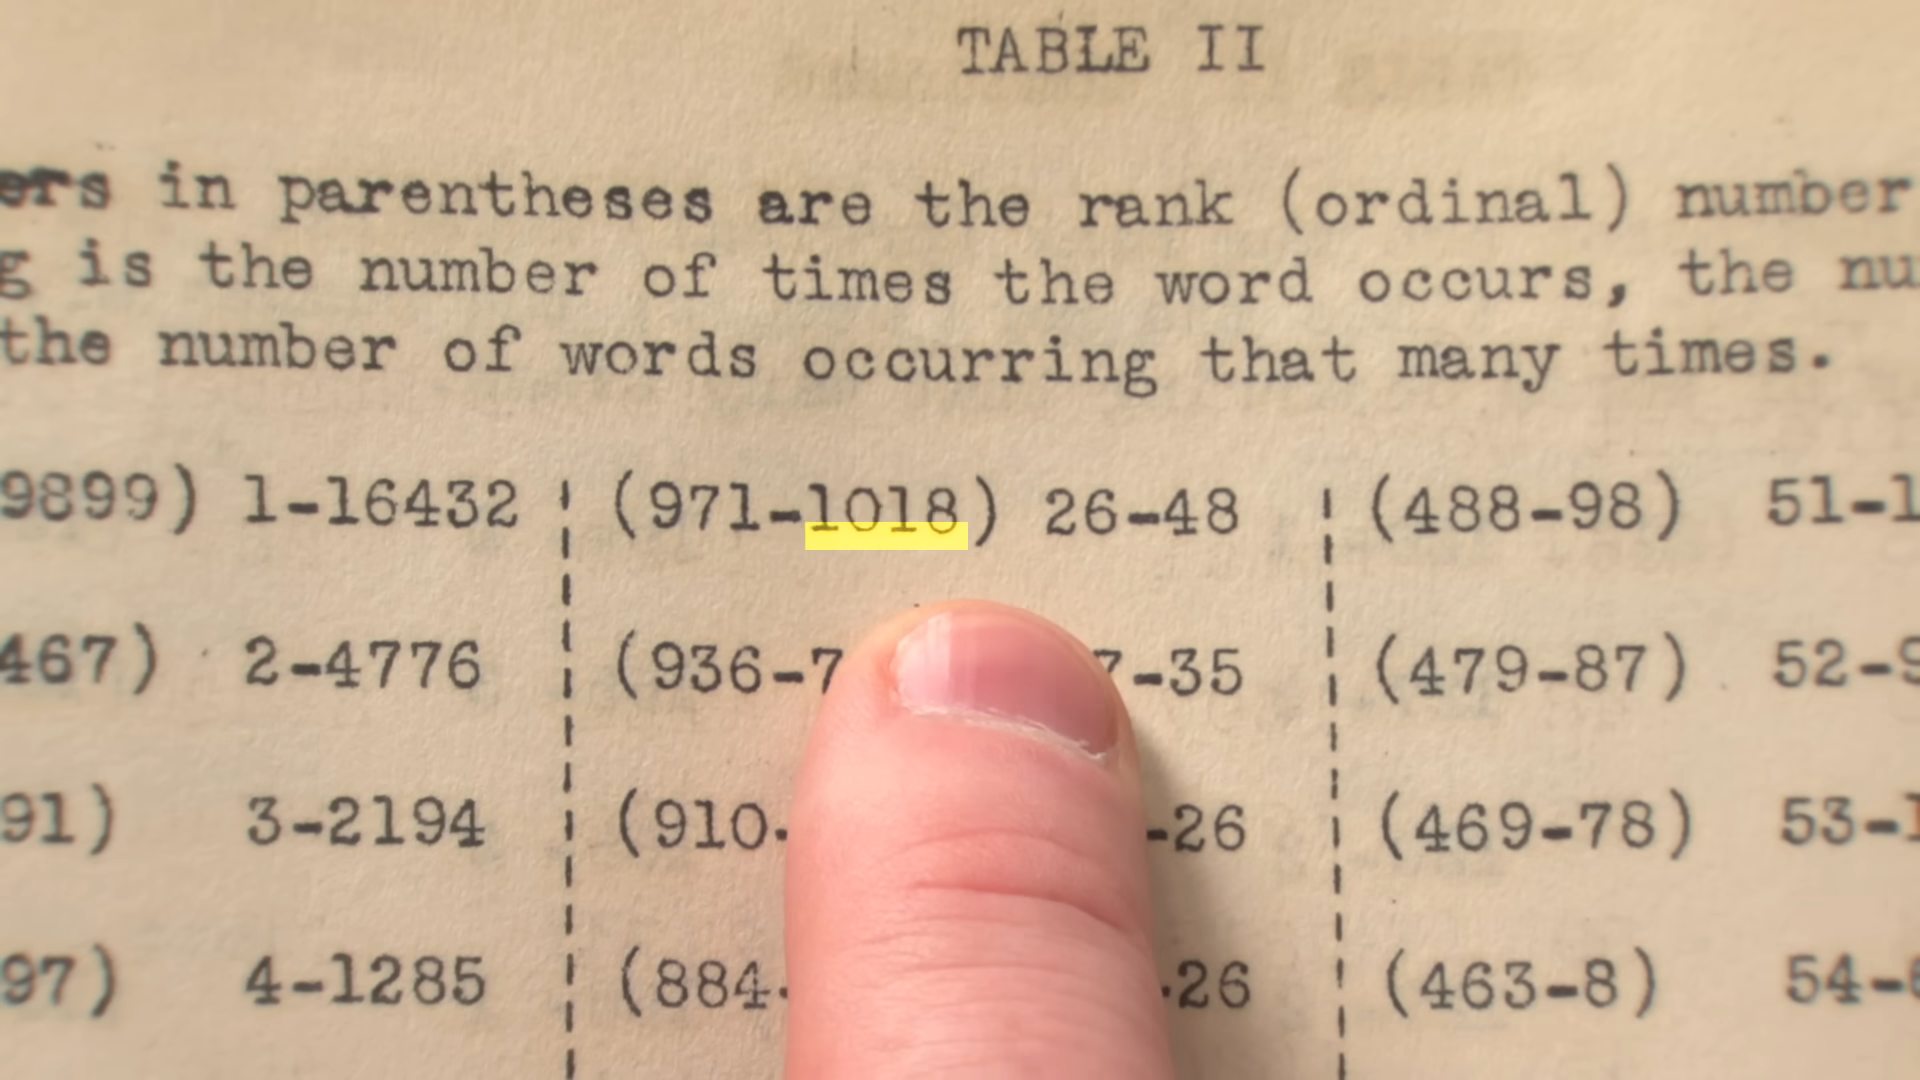 TABLE II
ers in parentheses are the rank (ordinal) number
g is the number of times the word occurs, the nu
the number of words occurring that many times.
9899) 1-16432 (971-1018) 26-48 (488-98) 51-1
467) 2-4776 (936-7 7-35 (479-87) 52-9
91) 3-2194 (910- -26 (469-78) 53-1
97) 4-1285 (884- -26 (463-8) 54-6